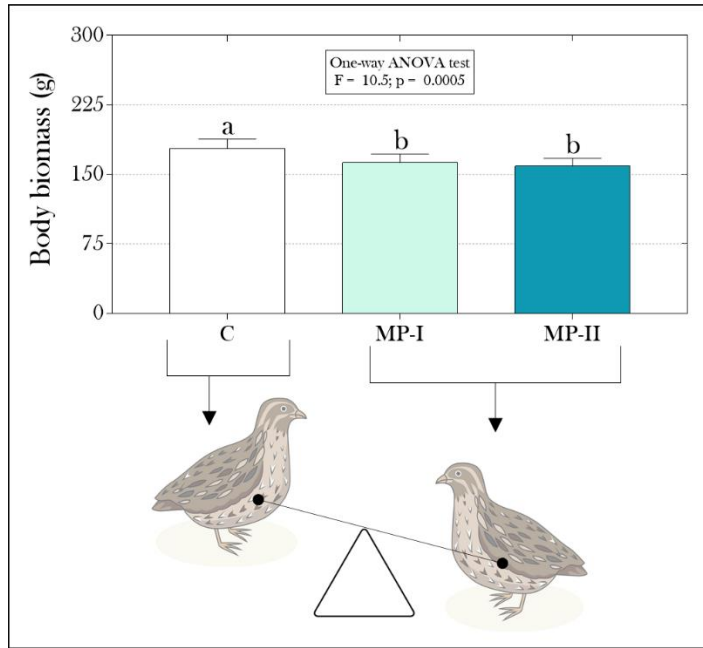 300
One-way ANOVA test
F = 10.5; p = 0.0005
225
a
b
b
150
75
0
Body biomass (g)
C
MP-I
MP-II